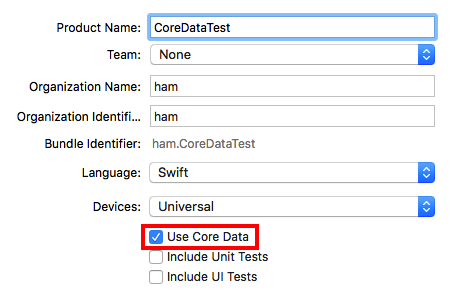 Product Name: CoreDataTest
Team: None
Organization Name: ham
Organization Identifi... ham
Bundle Identifier: ham.CoreDataTest
Language: Swift
Devices: Universal
Use Core Data
Include Unit Tests
Include UI Tests